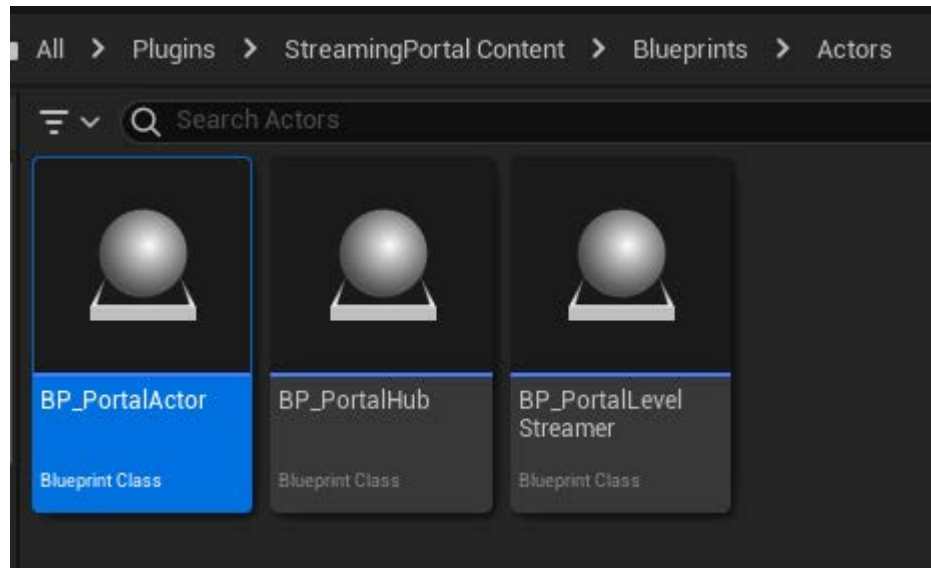 All > Plugins > StreamingPortal Content > Blueprints > Actors
Search Actors
BP_PortalActor
Blueprint Class
BP_PortalHub
Blueprint Class
BP_PortalLevel
Streamer
Blueprint Class